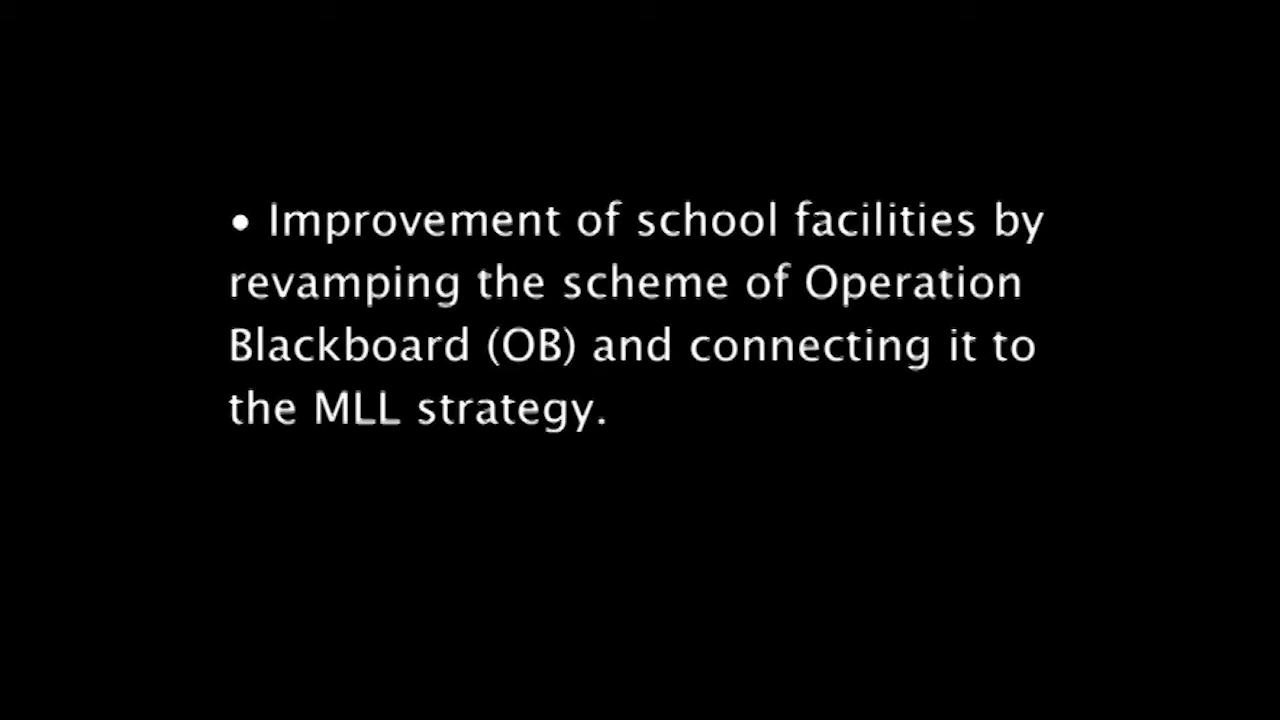 • Improvement of school facilities by
revamping the scheme of Operation
Blackboard (OB) and connecting it to
the MLL strategy.